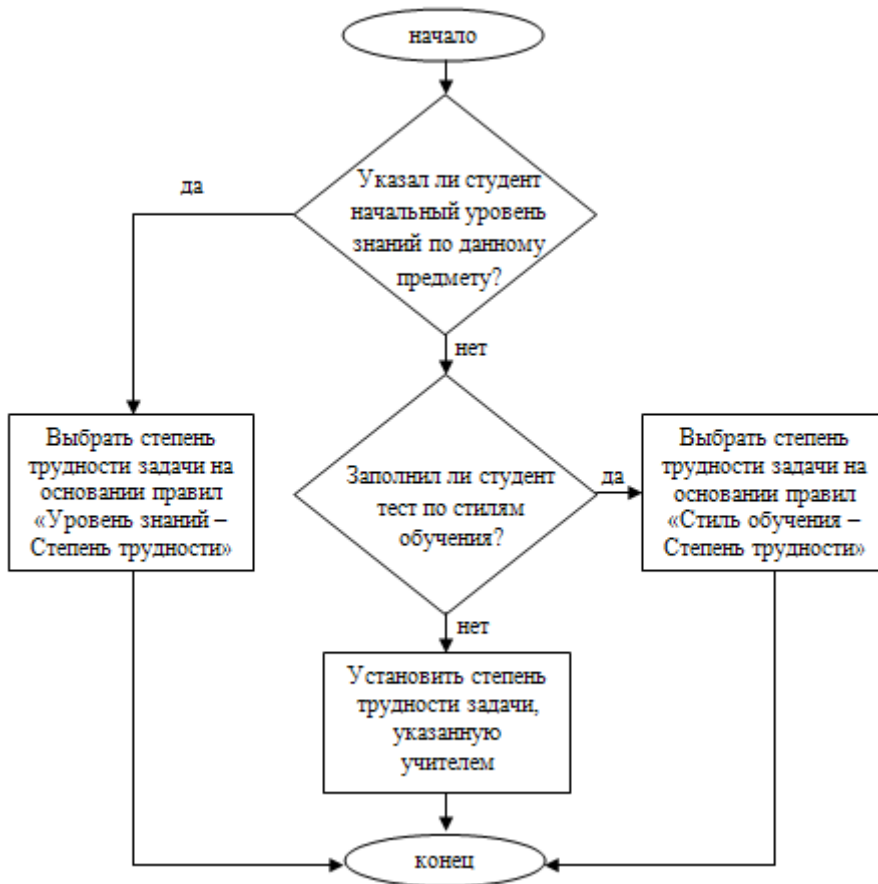 начало
Указал ли студент
начальный уровень
знаний по данному
предмету?
да
нет
Выбрать степень
трудности задачи на
основании правил
«Уровень знаний –
Степень трудности»
Заполнил ли студент
тест по стилям
обучения?
да
Выбрать степень
трудности задачи на
основании правил
«Стиль обучения –
Степень трудности»
нет
Установить степень
трудности задачи,
указанную
учителем
конец